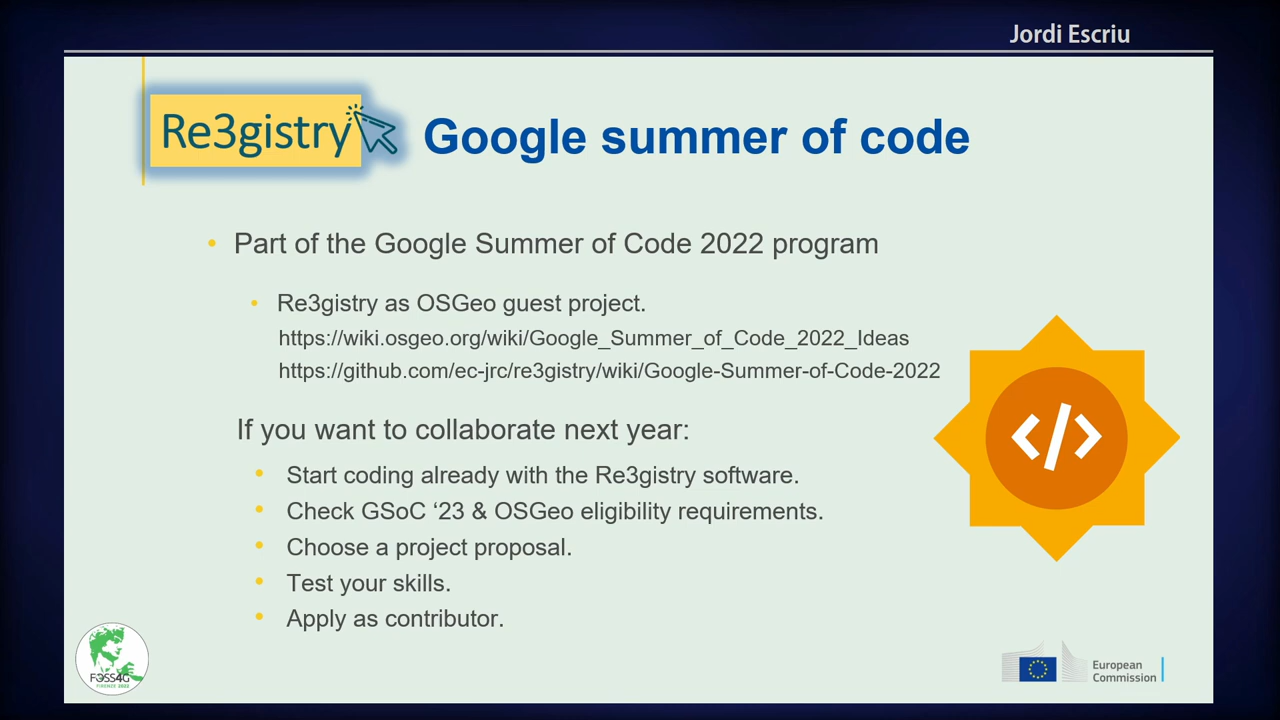 Jordi Escriu
Re3gistry
Google summer of code
• Part of the Google Summer of Code 2022 program
• Re3gistry as OSGeo guest project.
https://wiki.osgeo.org/wiki/Google_Summer_of_Code_2022_Ideas
https://github.com/ec-jrc/re3gistry/wiki/Google-Summer-of-Code-2022
</>
If you want to collaborate next year:
• Start coding already with the Re3gistry software.
• Check GSoC ‘23 & OSGeo eligibility requirements.
• Choose a project proposal.
• Test your skills.
• Apply as contributor.
FOSS4G
FIRENZE 2022
European
Commission